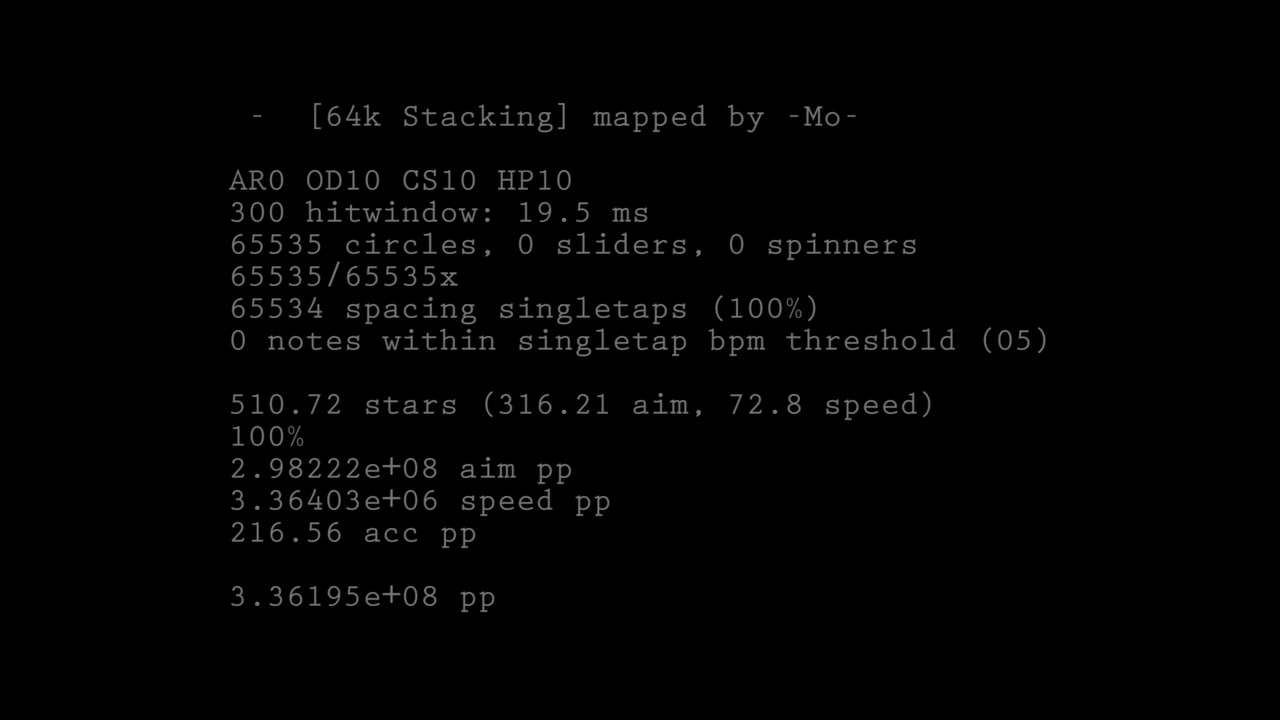 - [64k Stacking] mapped by -Mo-
AR0 OD10 CS10 HP10
300 hitwindow: 19.5 ms
65535 circles, 0 sliders, 0 spinners
65535/65535x
65534 spacing singletaps (100%)
0 notes within singletap bpm threshold (05)
510.72 stars (316.21 aim, 72.8 speed)
100%
2.98222e+08 aim pp
3.36403e+06 speed pp
216.56 acc pp
3.36195e+08 pp